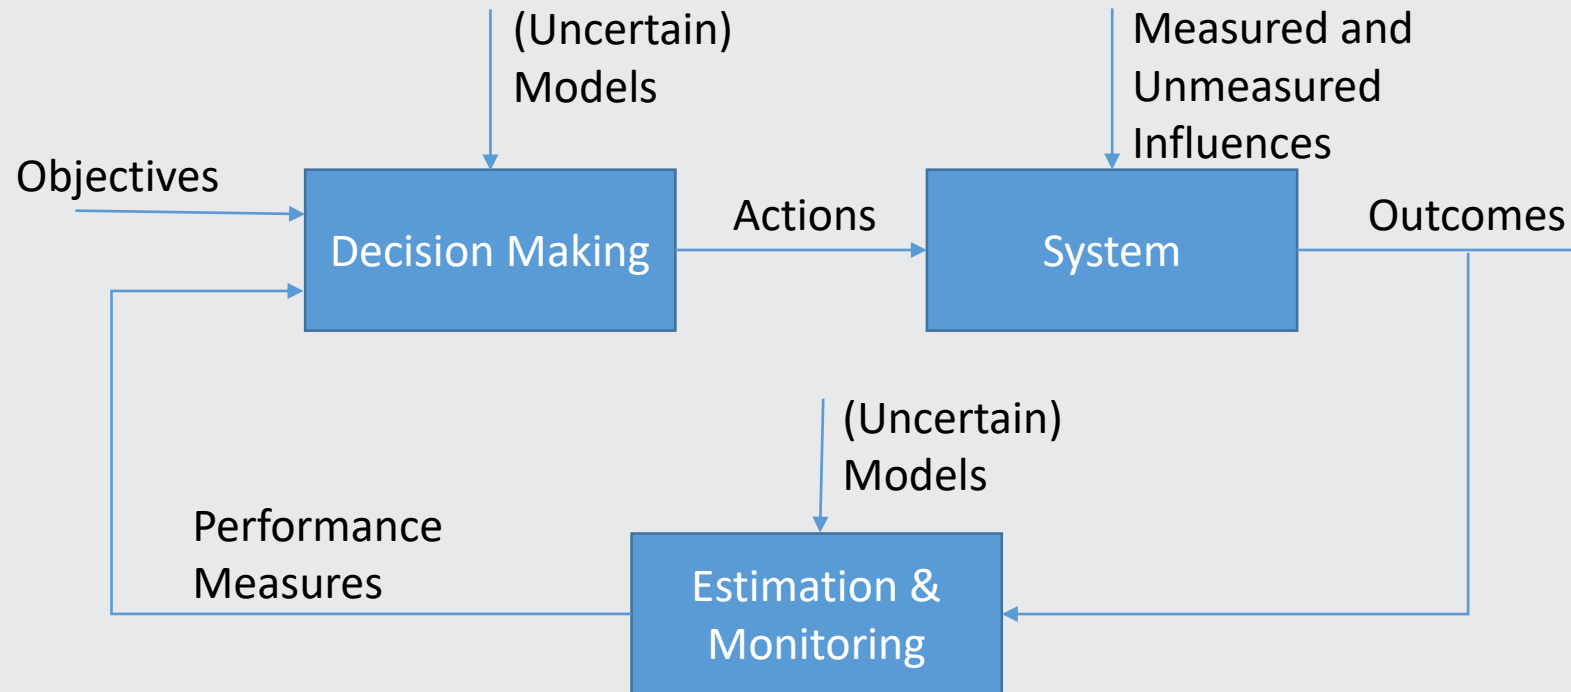 (Uncertain)
Models
Measured and
Unmeasured
Influences
Objectives
Decision Making
Actions
System
Outcomes
(Uncertain)
Models
Performance
Measures
Estimation &
Monitoring